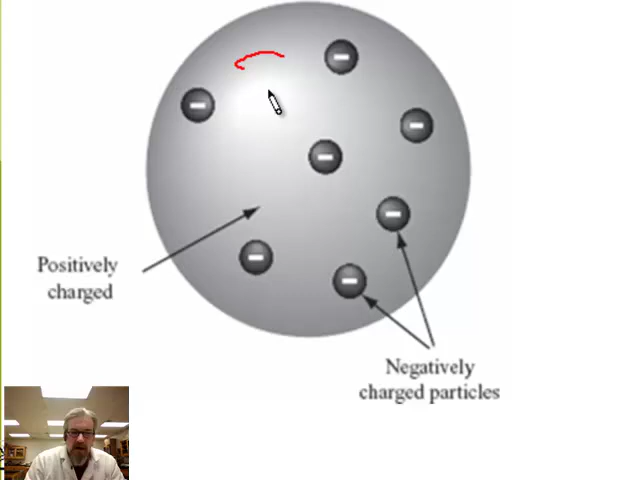 Positively
charged
Negatively
charged particles